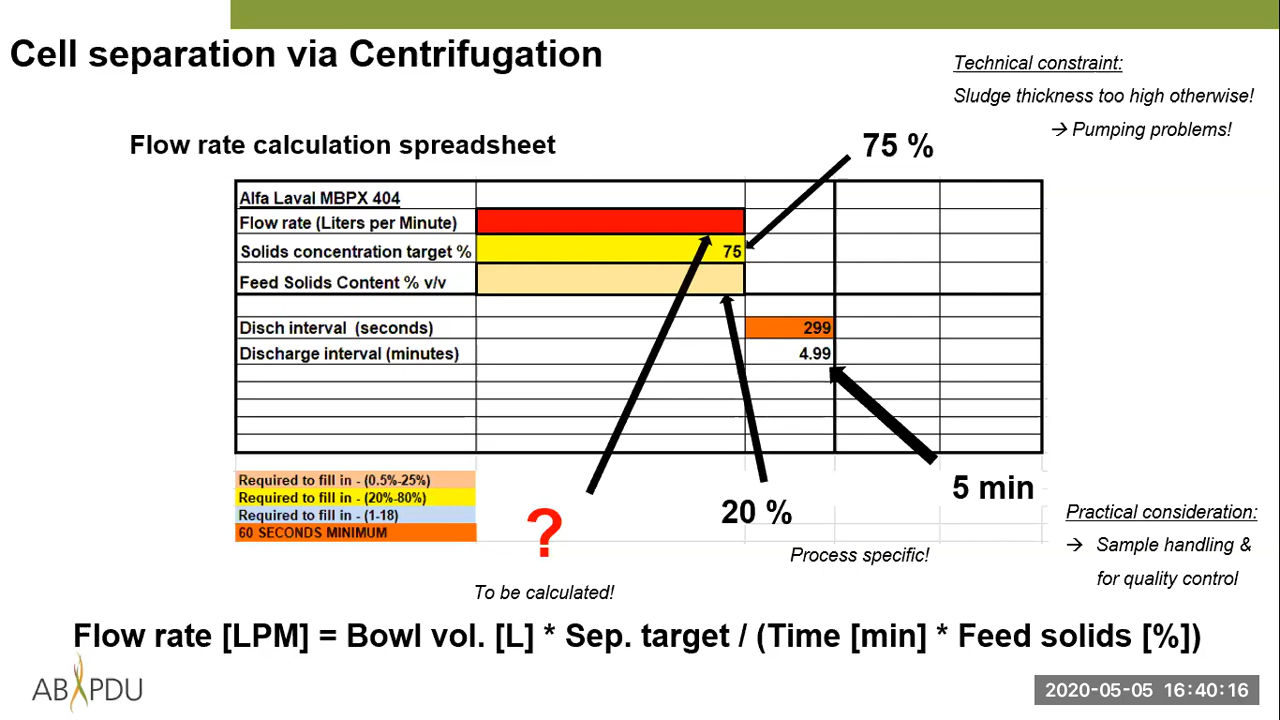 Cell separation via Centrifugation
Technical constraint:
Sludge thickness too high otherwise!
→ Pumping problems!
Flow rate calculation spreadsheet
75 %
Alfa Laval MBPX 404
Flow rate (Liters per Minute)
Solids concentration target % 75
Feed Solids Content % v/v
Disch interval (seconds) 299
Discharge interval (minutes) 4.99
Required to fill in - (0.5%-25%)
Required to fill in - (20%-80%)
Required to fill in - (1-18)
60 SECONDS MINIMUM
?
To be calculated!
20 %
Process specific!
5 min
Practical consideration:
→ Sample handling &
for quality control
Flow rate [LPM] = Bowl vol. [L] * Sep. target / (Time [min] * Feed solids [%])
AB PDU
2020-05-05 16:40:16